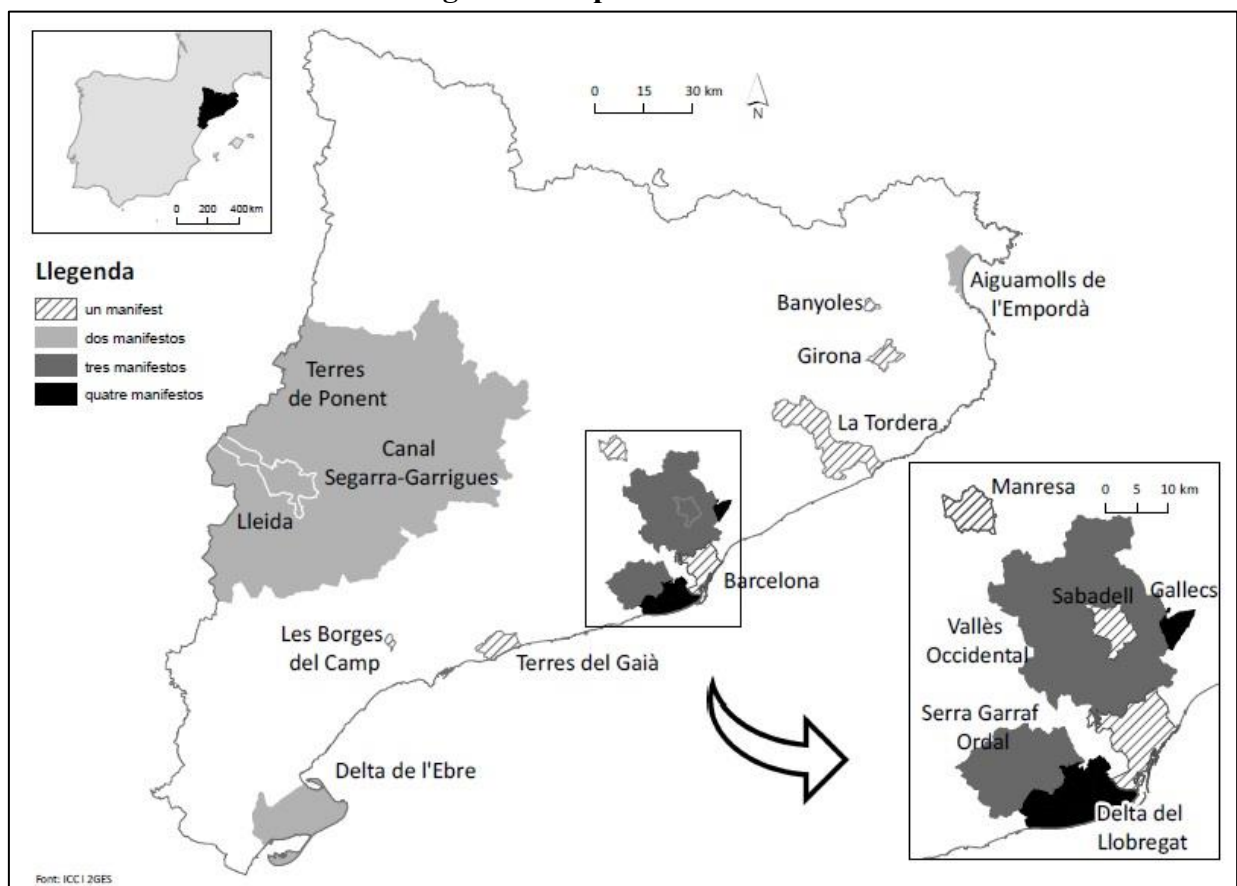 0 15 30 km
N
0 200 400 km
Llegenda
un manifest
dos manifestos
tres manifestos
quatre manifestos
Aiguamolls de
l'Empordà
Banyoles
Girona
La Tordera
Terres
de Ponent
Canal
Segarra-Garrigues
Lleida
Barcelona
Les Borges
del Camp
Terres del Gaià
Delta de l'Ebre
Manresa
0 5 10 km
Sabadell
Gallecs
Vallès
Occidental
Serra Garraf
Ordal
Delta del
Llobregat
Font: ICC I 2GES